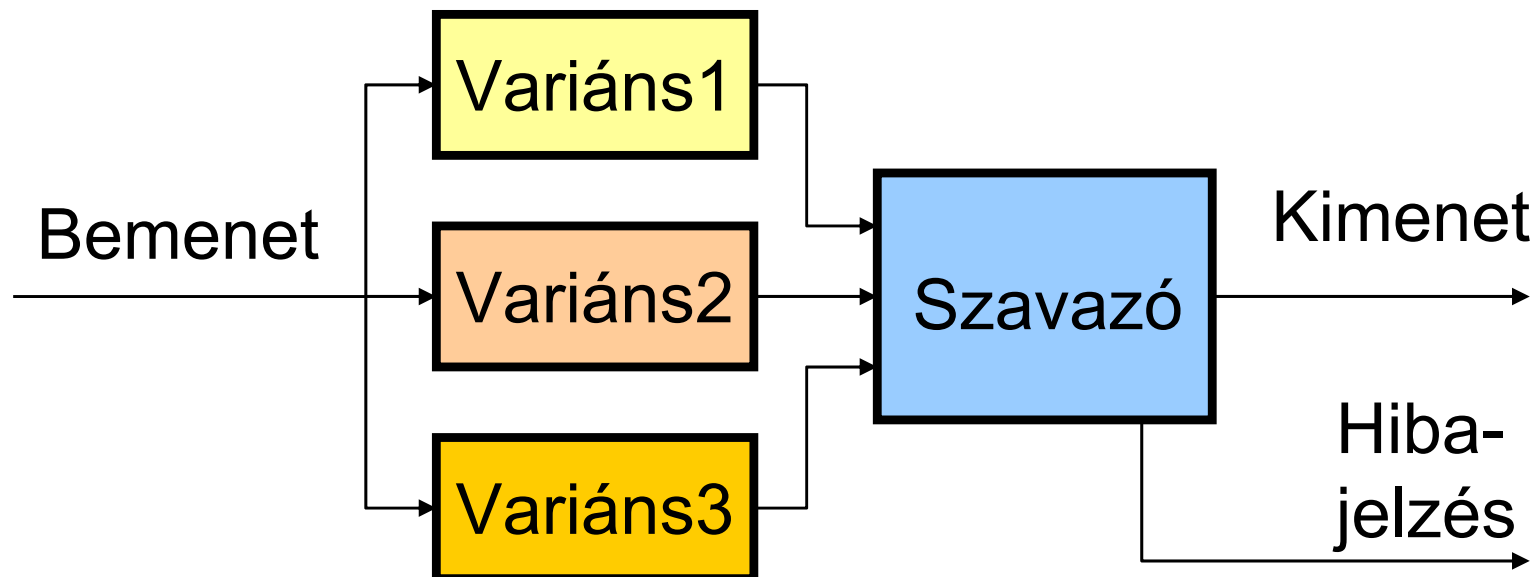 Variáns1
Bemenet
Variáns2
Variáns3
Szavazó
Kimenet
Hiba-
jelzés